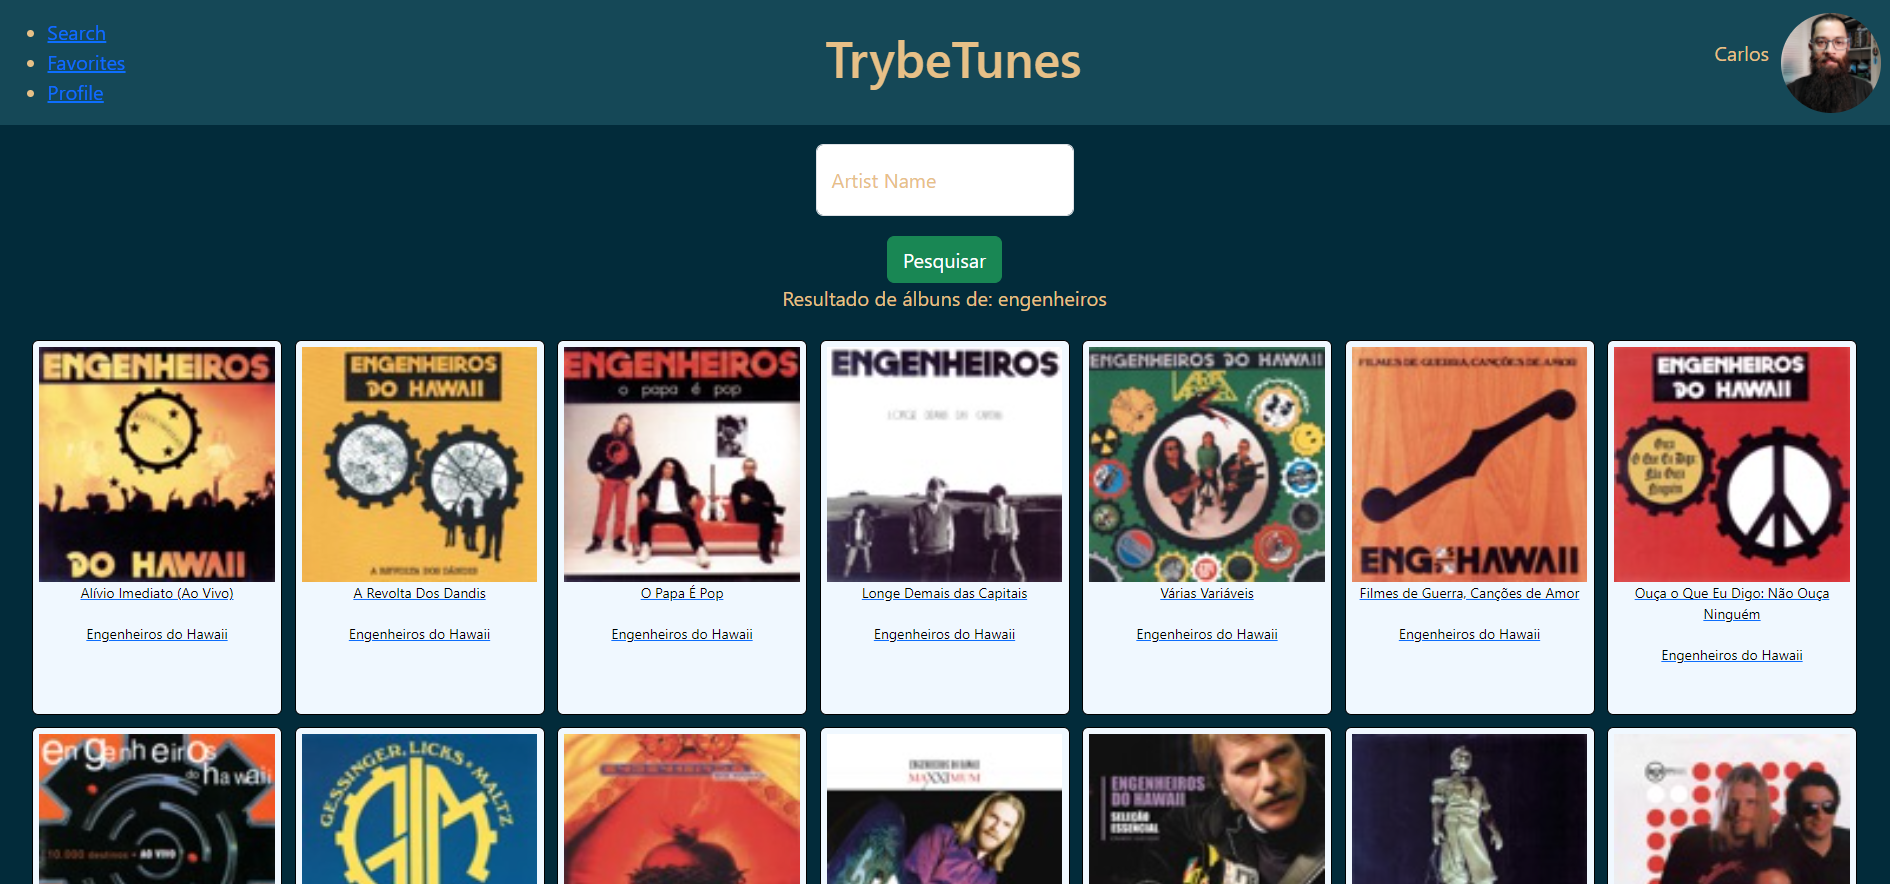 Search
Favorites
Profile
TrybeTunes
Carlos
Artist Name
Pesquisar
Resultado de álbuns de: engenheiros
ENGENHEIROS
DO HAWAII
Alívio Imediato (Ao Vivo)
Engenheiros do Hawaii
ENGENHEIROS
DO HAWAII
A REVOLTA DOS DANDIS
A Revolta Dos Dandis
Engenheiros do Hawaii
ENGENHEIROS
o papa é pop
O Papa É Pop
Engenheiros do Hawaii
ENGENHEIROS
LONGE DEMAIS DAS CAPITAIS
Longe Demais das Capitais
Engenheiros do Hawaii
ENGENHEIROS DO HAWAII
Várias Variáveis
Engenheiros do Hawaii
FILMES DE GUERRA, CANÇÕES DE AMOR
ENG HAWAII
Filmes de Guerra, Canções de Amor
Engenheiros do Hawaii
ENGENHEIROS
DO HAWAII
Ouça
O Que Eu Digo:
Não Ouça
Ninguém
Ouça o Que Eu Digo: Não Ouça
Ninguém
Engenheiros do Hawaii
engenheiros
do hawaii
10.000 destinos • AO VIVO
GESSINGER, LICKS & MALTZ
GLM
ENGENHEIROS DO HAWAII
MAXXIMUM
ENGENHEIROS
DO HAWAII
SELEÇÃO
ESSENCIAL